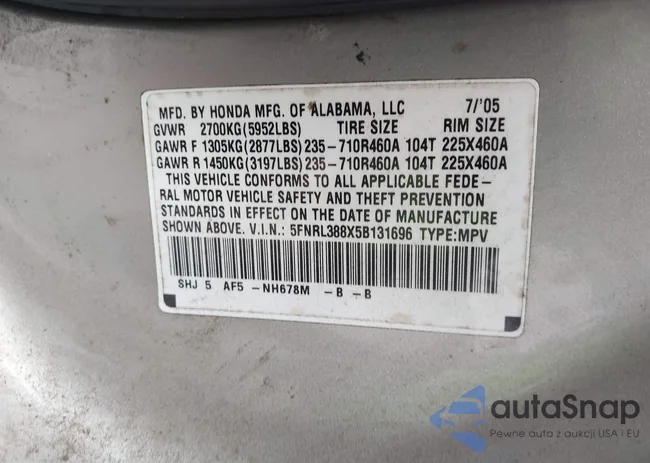 MFD. BY HONDA MFG. OF ALABAMA, LLC 7/'05
GVWR 2700KG(5952LBS) TIRE SIZE RIM SIZE
GAWR F 1305KG(2877LBS)235-710R460A 104T 225X460A
GAWR R 1450KG(3197LBS)235-710R460A 104T 225X460A
THIS VEHICLE CONFORMS TO ALL APPLICABLE FEDE-
RAL MOTOR VEHICLE SAFETY AND THEFT PREVENTION
STANDARDS IN EFFECT ON THE DATE OF MANUFACTURE
SHOWN ABOVE. V.I.N.: 5FNRL388X5B131696 TYPE:MPV
SHJ 5 AF5 -NH678M -B -B
autaSnap
Pewne auta z aukcji USA i EU